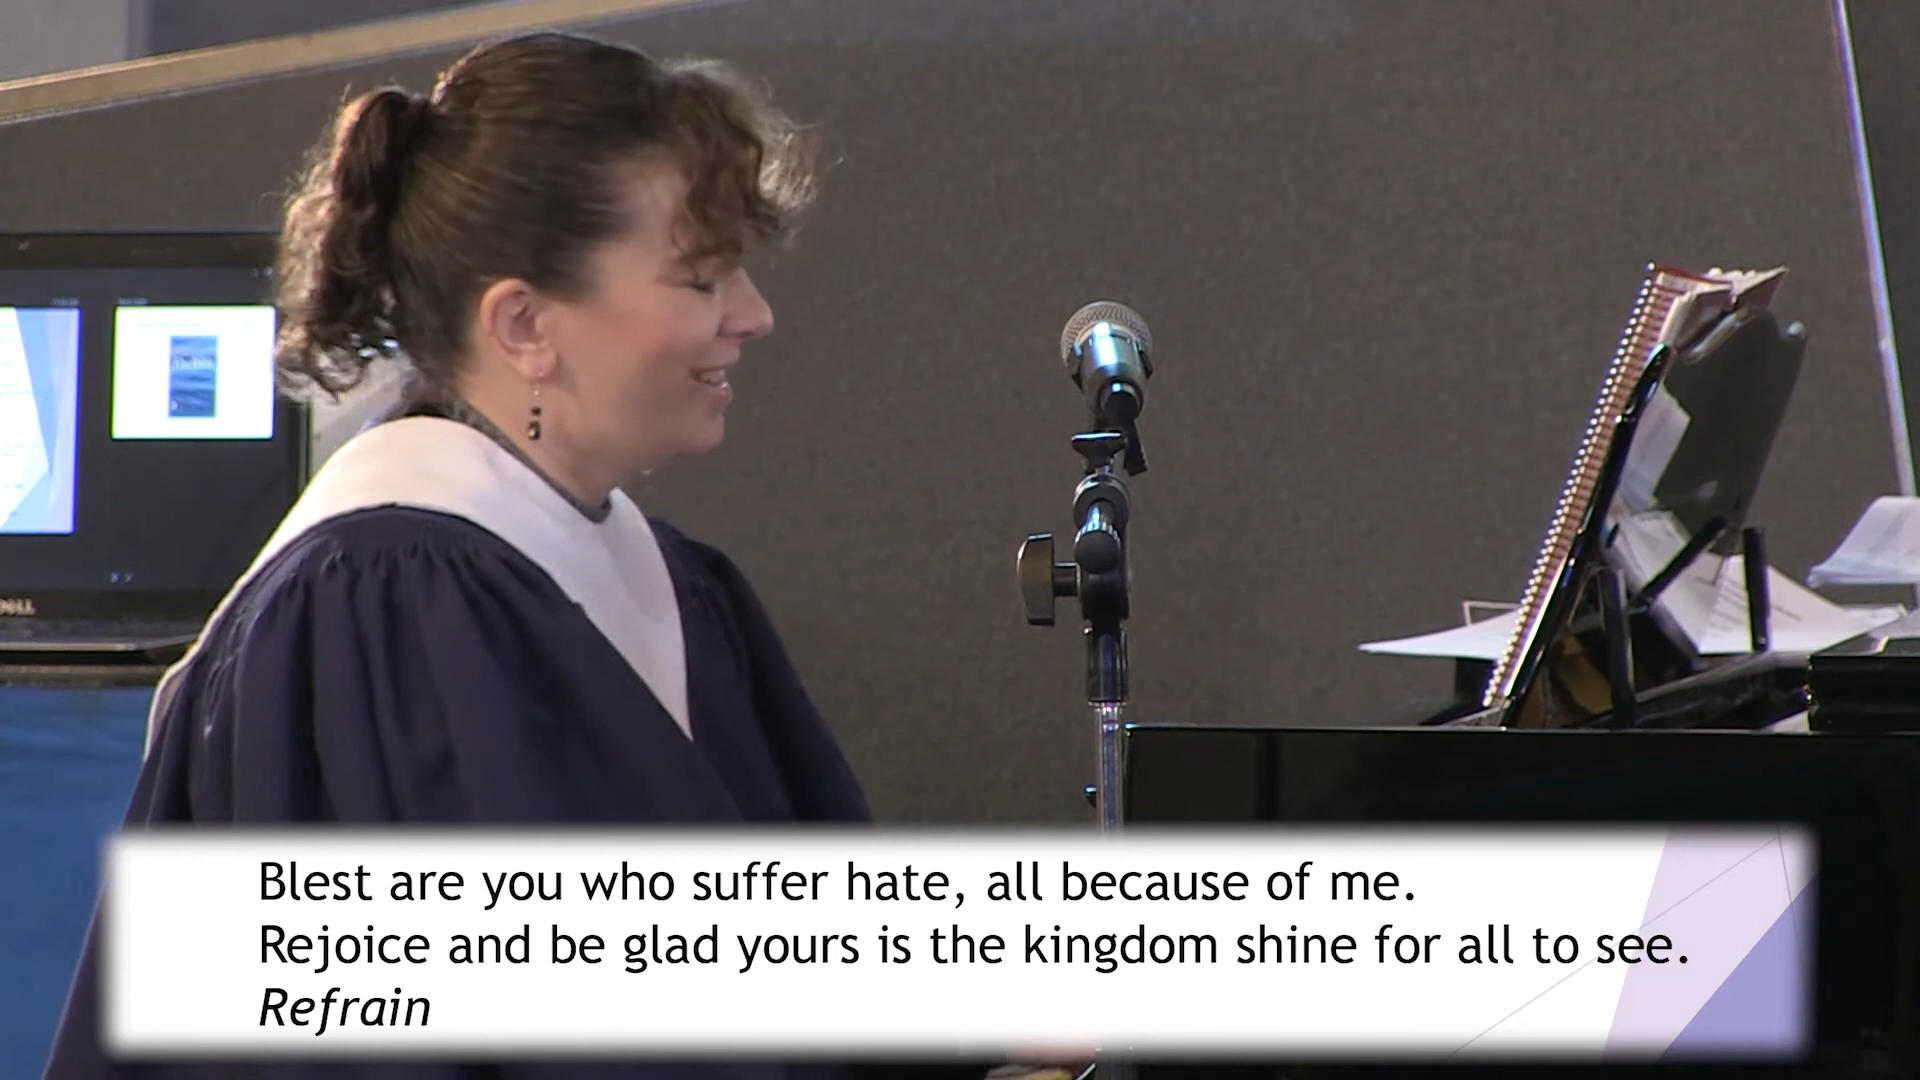 DELL
Blest are you who suffer hate, all because of me.
Rejoice and be glad yours is the kingdom shine for all to see.
Refrain